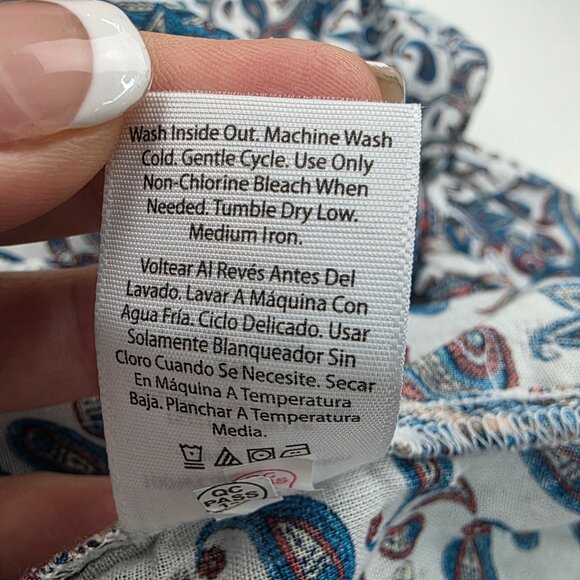 Wash Inside Out. Machine Wash
Cold. Gentle Cycle. Use Only
Non-Chlorine Bleach When
Needed. Tumble Dry Low.
Medium Iron.
Voltear Al Revés Antes Del
Lavado. Lavar A Máquina Con
Agua Fría. Ciclo Delicado. Usar
Solamente Blanqueador Sin
Cloro Cuando Se Necesite. Secar
En Máquina A Temperatura
Baja. Planchar A Temperatura
Media.
QC
PASS